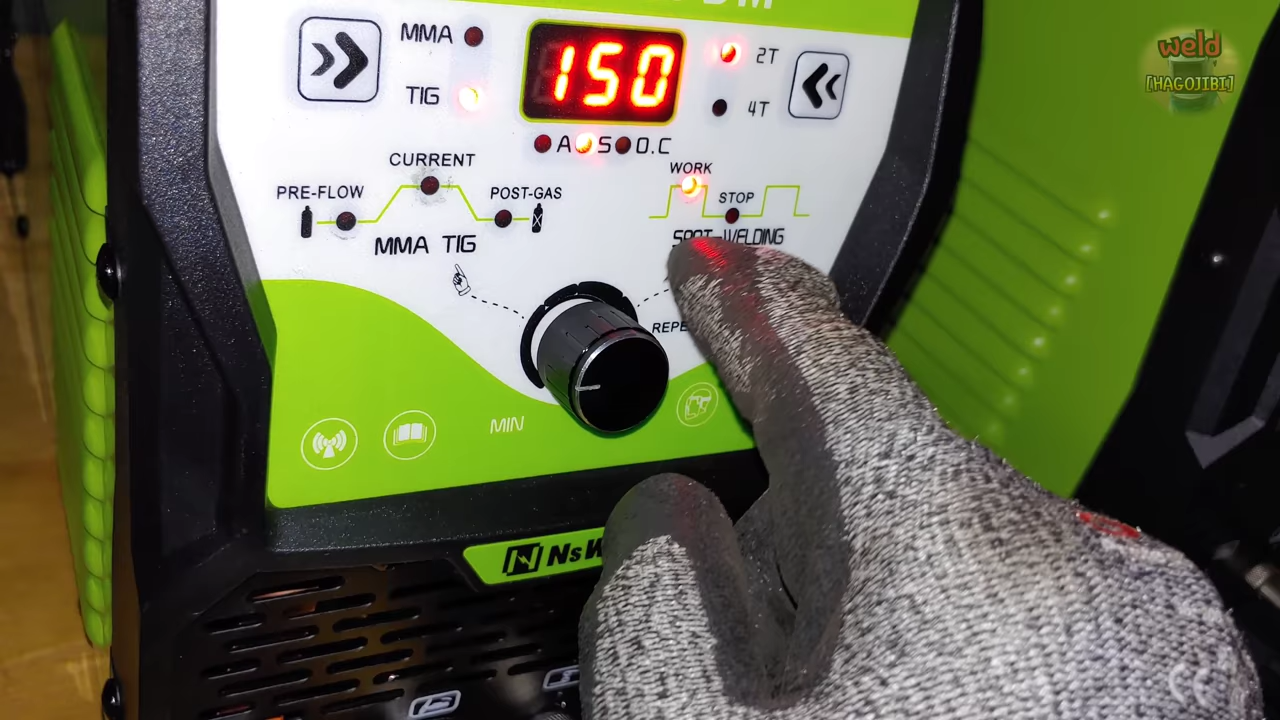 MMA
TIG
150
2T
4T
A S O.C
CURRENT
PRE-FLOW
POST-GAS
MMA TIG
WORK
STOP
SPOT-WELDING
MIN
weld
[HAGOJIBI]
CE